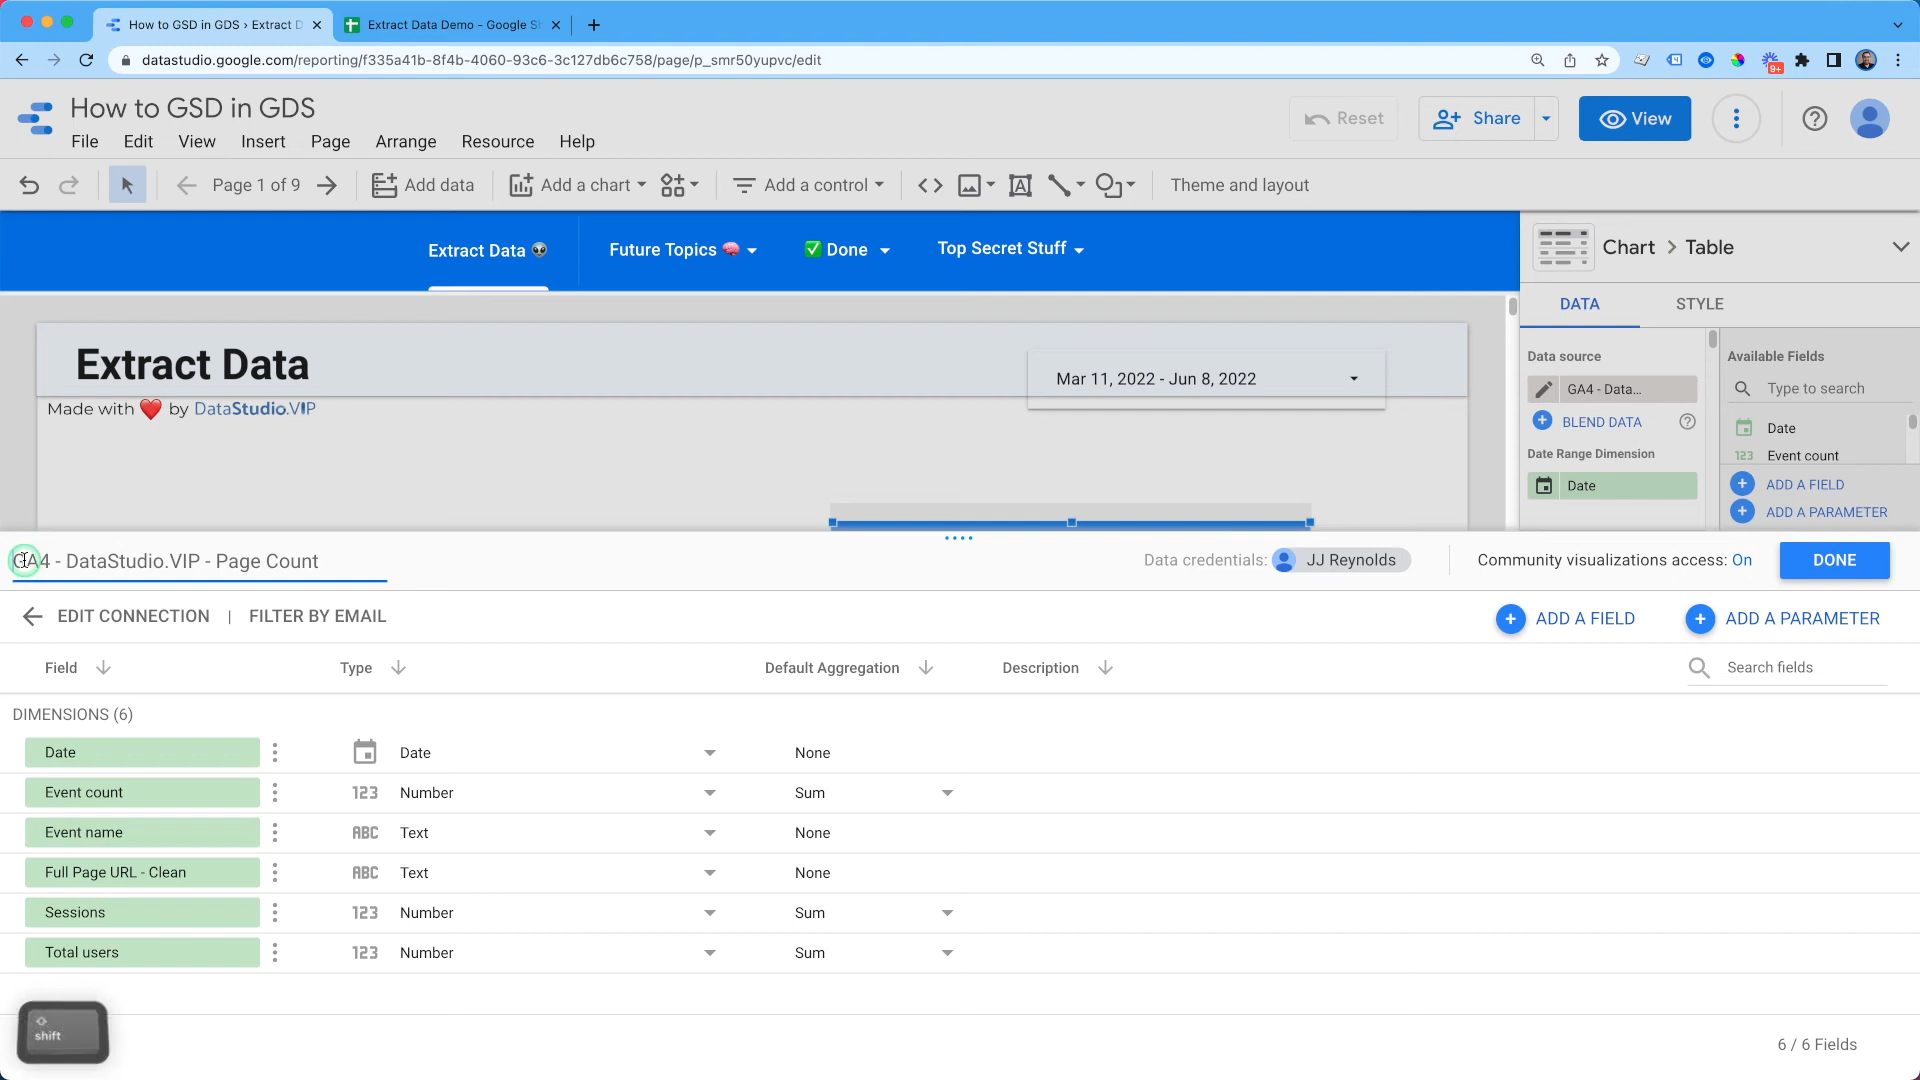 How to GSD in GDS › Extract D
Extract Data Demo - Google S
datastudio.google.com/reporting/f335a41b-8f4b-4060-93c6-3c127db6c758/page/p_smr50yupvc/edit
9+
How to GSD in GDS
File Edit View Insert Page Arrange Resource Help
Reset
Share
View
Page 1 of 9
Add data
Add a chart
Add a control
Theme and layout
Extract Data 👽
Future Topics 🧠
✅ Done
Top Secret Stuff
Chart > Table
DATA
STYLE
Extract Data
Mar 11, 2022 - Jun 8, 2022
Made with ❤️ by DataStudio.VIP
Data source
GA4 - Data...
BLEND DATA
Date Range Dimension
Date
Available Fields
Type to search
Date
123 Event count
ADD A FIELD
ADD A PARAMETER
GA4 - DataStudio.VIP - Page Count
Data credentials: JJ Reynolds
Community visualizations access: On
DONE
EDIT CONNECTION | FILTER BY EMAIL
ADD A FIELD
ADD A PARAMETER
Field
Type
Default Aggregation
Description
Search fields
DIMENSIONS (6)
Date Date None
Event count 123 Number Sum
Event name ABC Text None
Full Page URL - Clean ABC Text None
Sessions 123 Number Sum
Total users 123 Number Sum
shift
6 / 6 Fields